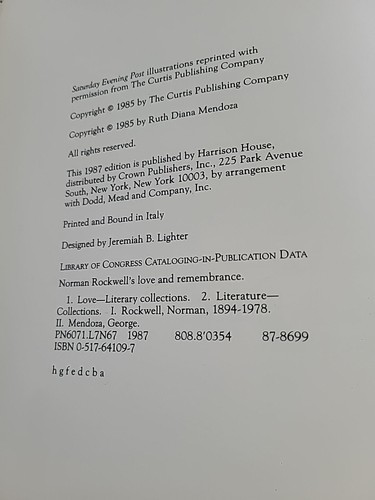 Saturday Evening Post illustrations reprinted with
permission from The Curtis Publishing Company
Copyright © 1985 by The Curtis Publishing Company
Copyright © 1985 by Ruth Diana Mendoza
All rights reserved.
This 1987 edition is published by Harrison House,
distributed by Crown Publishers, Inc., 225 Park Avenue
South, New York, New York 10003, by arrangement
with Dodd, Mead and Company, Inc.
Printed and Bound in Italy
Designed by Jeremiah B. Lighter
LIBRARY OF CONGRESS CATALOGING-IN-PUBLICATION DATA
Norman Rockwell's love and remembrance.
1. Love—Literary collections. 2. Literature—
Collections. I. Rockwell, Norman, 1894-1978.
II. Mendoza, George.
PN6071.L7N67 1987 808.8'0354 87-8699
ISBN 0-517-64109-7
h g f e d c b a